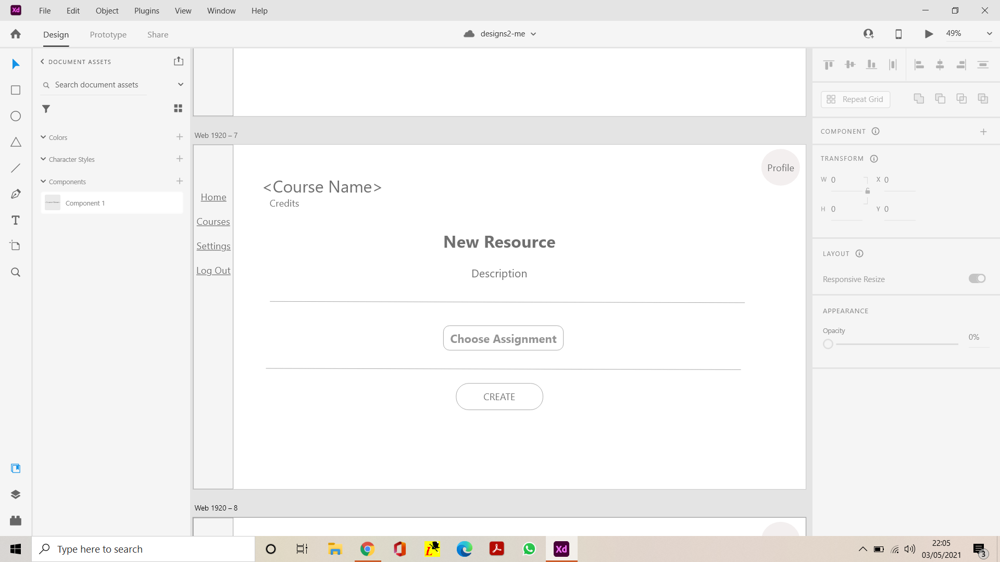 Xd File Edit Object Plugins View Window Help
Design Prototype Share designs2-me 49%
DOCUMENT ASSETS
Search document assets
Colors
Character Styles
Components
Component 1
Web 1920 – 7
Profile
<Course Name>
Credits
Home
Courses
Settings
Log Out
New Resource
Description
Choose Assignment
CREATE
Web 1920 – 8
Repeat Grid
COMPONENT
TRANSFORM
W 0 X 0
H 0 Y 0
LAYOUT
Responsive Resize
APPEARANCE
Opacity
0%
Type here to search
L
Xd
22:05
03/05/2021
3